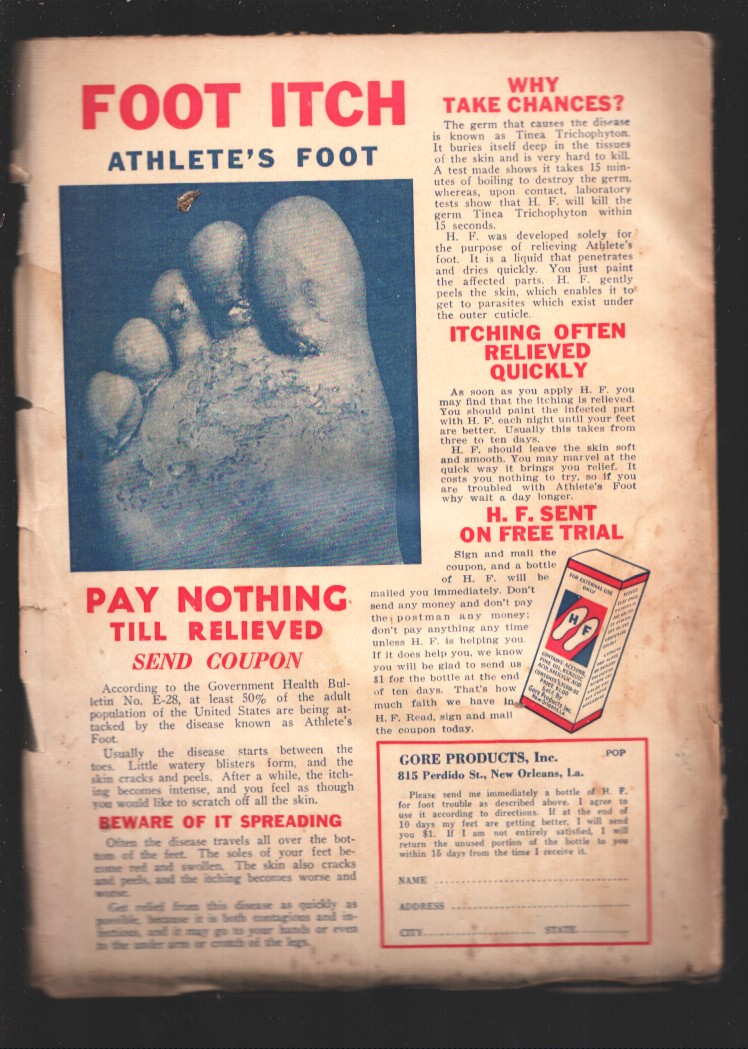 FOOT ITCH
ATHLETE'S FOOT
PAY NOTHING
TILL RELIEVED
SEND COUPON
According to the Government Health Bul-
letin No. E-28, at least 50% of the adult
population of the United States are being at-
tacked by the disease known as Athlete's
Foot.
Usually the disease starts between the
toes. Little watery blisters form, and the
skin cracks and peels. After a while, the itch-
ing becomes intense, and you feel as though
you would like to scratch off all the skin.
BEWARE OF IT SPREADING
Often the disease travels all over the bot-
tom of the feet. The soles of your feet be-
come red and swollen. The skin also cracks
and peels, and the itching becomes worse and
worse.
Get relief from this disease as quickly as
possible, because it is both contagious and in-
fectious, and it may go to your hands or even
to the under arm or crotch of the legs.
WHY
TAKE CHANCES?
The germ that causes the disease
is known as Tinea Trichophyton.
It buries itself deep in the tissues
of the skin and is very hard to kill.
A test made shows it takes 15 min-
utes of boiling to destroy the germ,
whereas, upon contact, laboratory
tests show that H. F. will kill the
germ Tinea Trichophyton within
15 seconds.
H. F. was developed solely for
the purpose of relieving Athlete's
foot. It is a liquid that penetrates
and dries quickly. You just paint
the affected parts. H. F. gently
peels the skin, which enables it to
get to parasites which exist under
the outer cuticle.
ITCHING OFTEN
RELIEVED
QUICKLY
As soon as you apply H. F. you
may find that the itching is relieved.
You should paint the infected part
with H. F. each night until your feet
are better. Usually this takes from
three to ten days.
H. F. should leave the skin soft
and smooth. You may marvel at the
quick way it brings you relief. It
costs you nothing to try, so if you
are troubled with Athlete's Foot
why wait a day longer.
H. F. SENT
ON FREE TRIAL
Sign and mail the
coupon, and a bottle
of H. F. will be
mailed you immediately. Don't
send any money and don't pay
the postman any money;
don't pay anything any time
unless H. F. is helping you.
If it does help you, we know
you will be glad to send us
$1 for the bottle at the end
of ten days. That's how
much faith we have in
H. F. Read, sign and mail
the coupon today.
FOR EXTERNAL USE
ONLY
HF
CONTAINS ACETONE,
Gore Products Inc.
New Orleans, La.
GORE PRODUCTS, Inc. POP
815 Perdido St., New Orleans, La.
Please send me immediately a bottle of H. F.
for foot trouble as described above. I agree to
use it according to directions. If at the end of
10 days my feet are getting better, I will send
you $1. If I am not entirely satisfied, I will
return the unused portion of the bottle to you
within 15 days from the time I receive it.
NAME
ADDRESS
CITY STATE